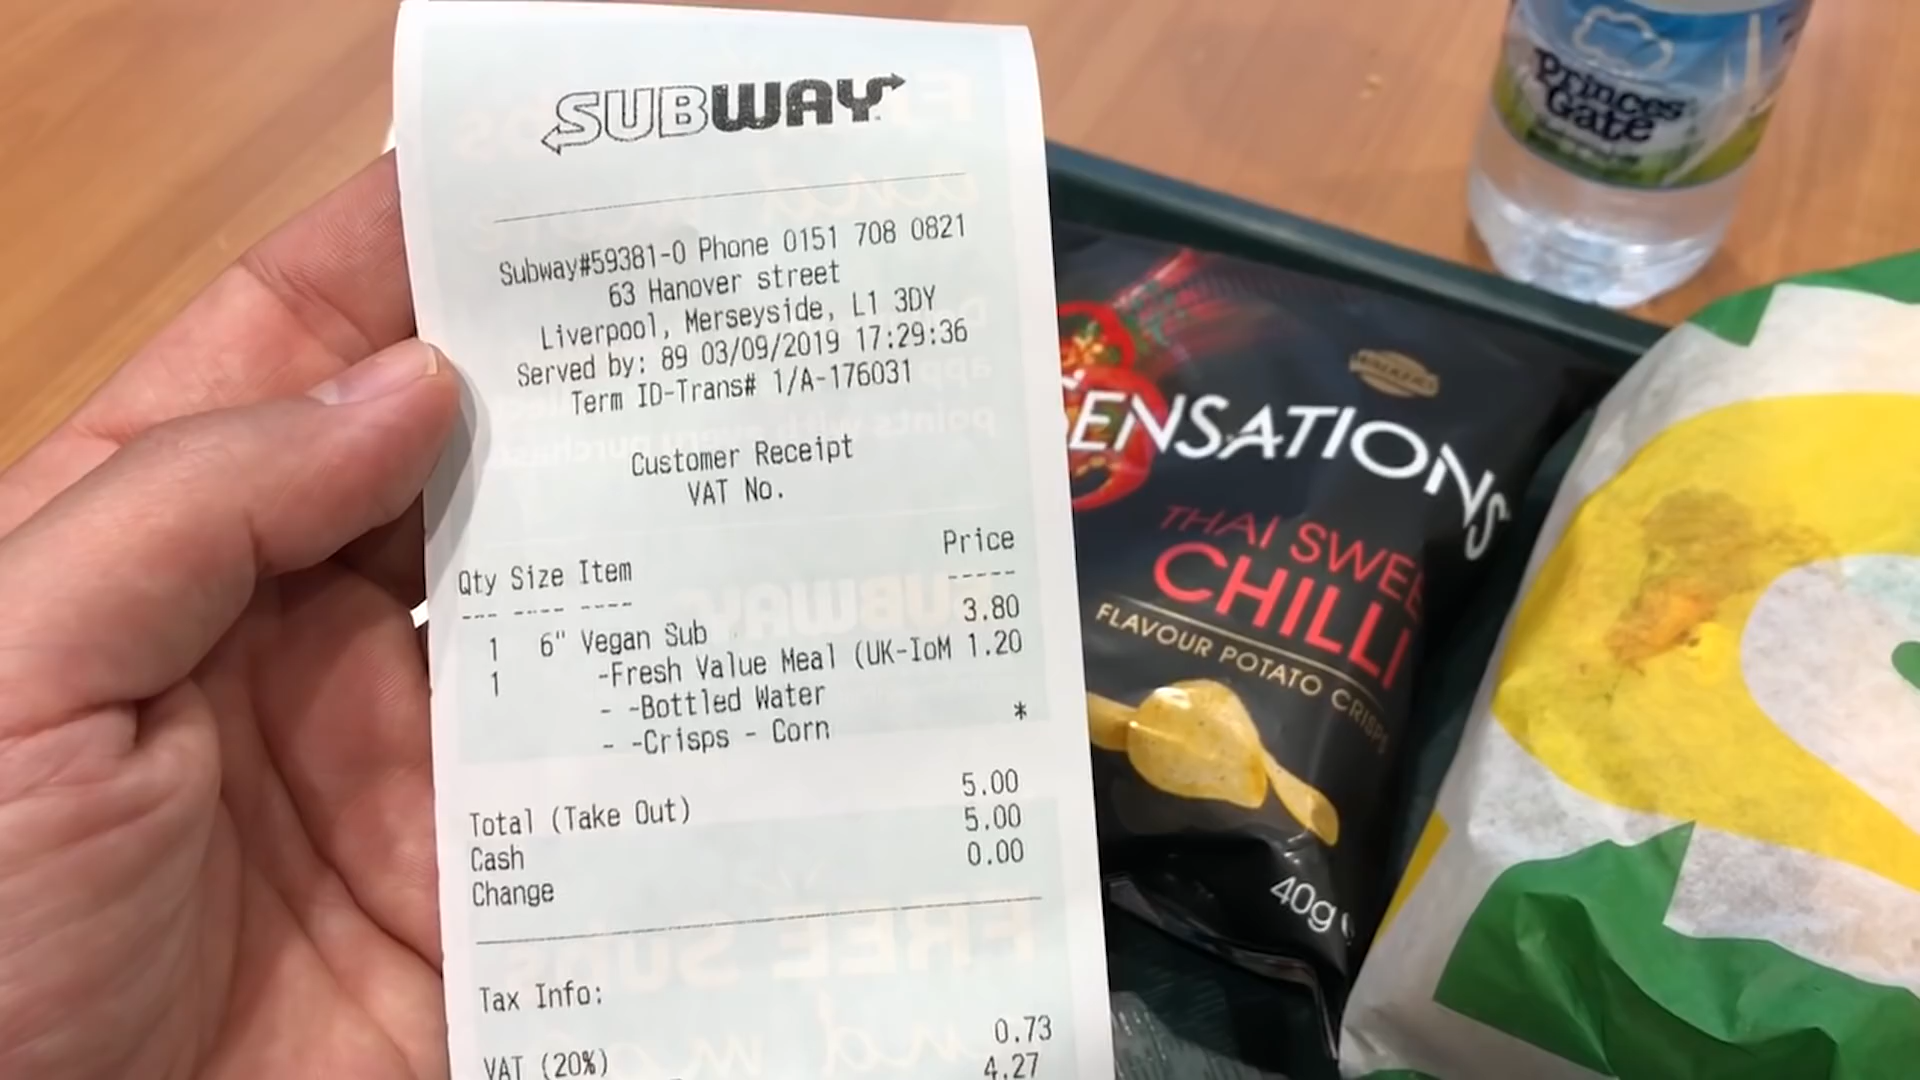 SUBWAY
Subway#59381-0 Phone 0151 708 0821
63 Hanover street
Liverpool, Merseyside, L1 3DY
Served by: 89 03/09/2019 17:29:36
Term ID-Trans# 1/A-176031
Customer Receipt
VAT No.
Qty Size Item Price
--- ---- ---- -----
1 6" Vegan Sub 3.80
1 -Fresh Value Meal (UK-IoM 1.20
- -Bottled Water
- -Crisps - Corn *
Total (Take Out) 5.00
Cash 5.00
Change 0.00
Tax Info:
VAT (20%) 0.73
4.27
Princes Gate
WALKERS
SENSATIONS
THAI SWEE
CHILLI
FLAVOUR POTATO CRISPS
40g